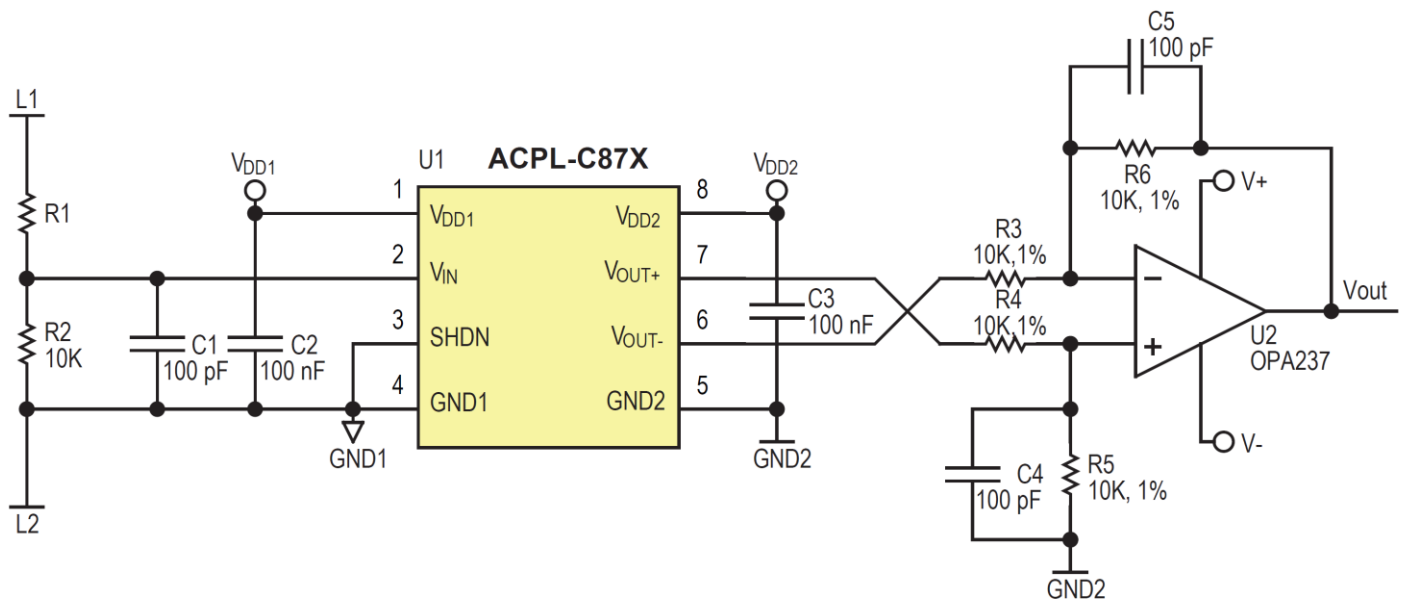 C5
100 pF
L1
R6
10K, 1%
V+
VDD1
U1
ACPL-C87X
VDD2
1
VDD1
VDD2
8
R1
2
VIN
VOUT+
7
R3
10K,1%
R2
10K
C1
100 pF
C2
100 nF
3
SHDN
VOUT-
6
C3
100 nF
R4
10K,1%
−
+
Vout
U2
OPA237
4
GND1
GND2
5
GND1
GND2
V-
C4
100 pF
R5
10K, 1%
L2
GND2